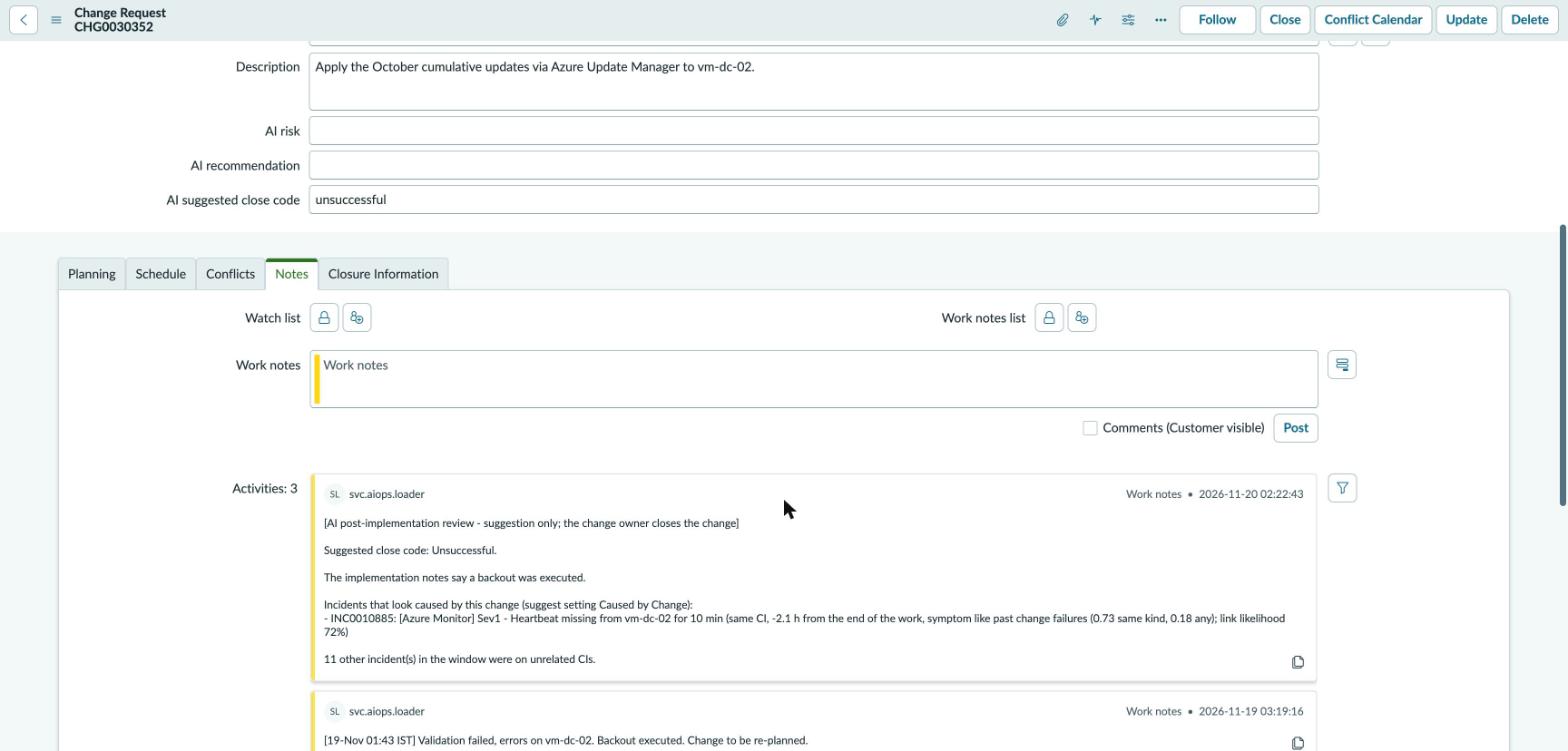 Change Request
CHG0030352
Follow
Close
Conflict Calendar
Update
Delete
Description
Apply the October cumulative updates via Azure Update Manager to vm-dc-02.
AI risk
AI recommendation
AI suggested close code
unsuccessful
Planning
Schedule
Conflicts
Notes
Closure Information
Watch list
Work notes list
Work notes
Work notes
Comments (Customer visible)
Post
Activities: 3
SL svc.aiops.loader
Work notes • 2026-11-20 02:22:43
[AI post-implementation review - suggestion only; the change owner closes the change]
Suggested close code: Unsuccessful.
The implementation notes say a backout was executed.
Incidents that look caused by this change (suggest setting Caused by Change):
- INC0010885: [Azure Monitor] Sev1 - Heartbeat missing from vm-dc-02 for 10 min (same CI, -2.1 h from the end of the work, symptom like past change failures (0.73 same kind, 0.18 any); link likelihood
72%)
11 other incident(s) in the window were on unrelated CIs.
SL svc.aiops.loader
Work notes • 2026-11-19 03:19:16
[19-Nov 01:43 IST] Validation failed, errors on vm-dc-02. Backout executed. Change to be re-planned.